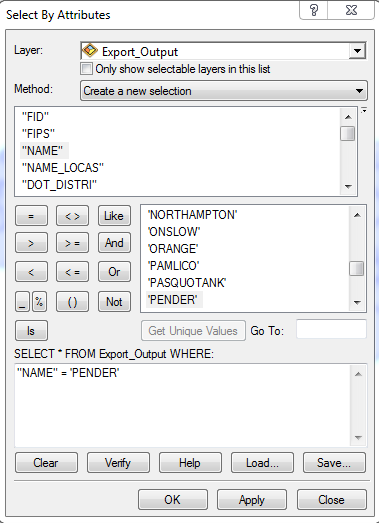 Select By Attributes
Layer: Export_Output
Only show selectable layers in this list
Method: Create a new selection
"FID"
"FIPS"
"NAME"
"NAME_LOCAS"
"DOT_DISTRI"
= < > Like
> > = And
< < = Or
_ % ( ) Not
Is
'NORTHAMPTON'
'ONSLOW'
'ORANGE'
'PAMLICO'
'PASQUOTANK'
'PENDER'
Get Unique Values Go To:
SELECT * FROM Export_Output WHERE:
"NAME" = 'PENDER'
Clear Verify Help Load... Save...
OK Apply Close